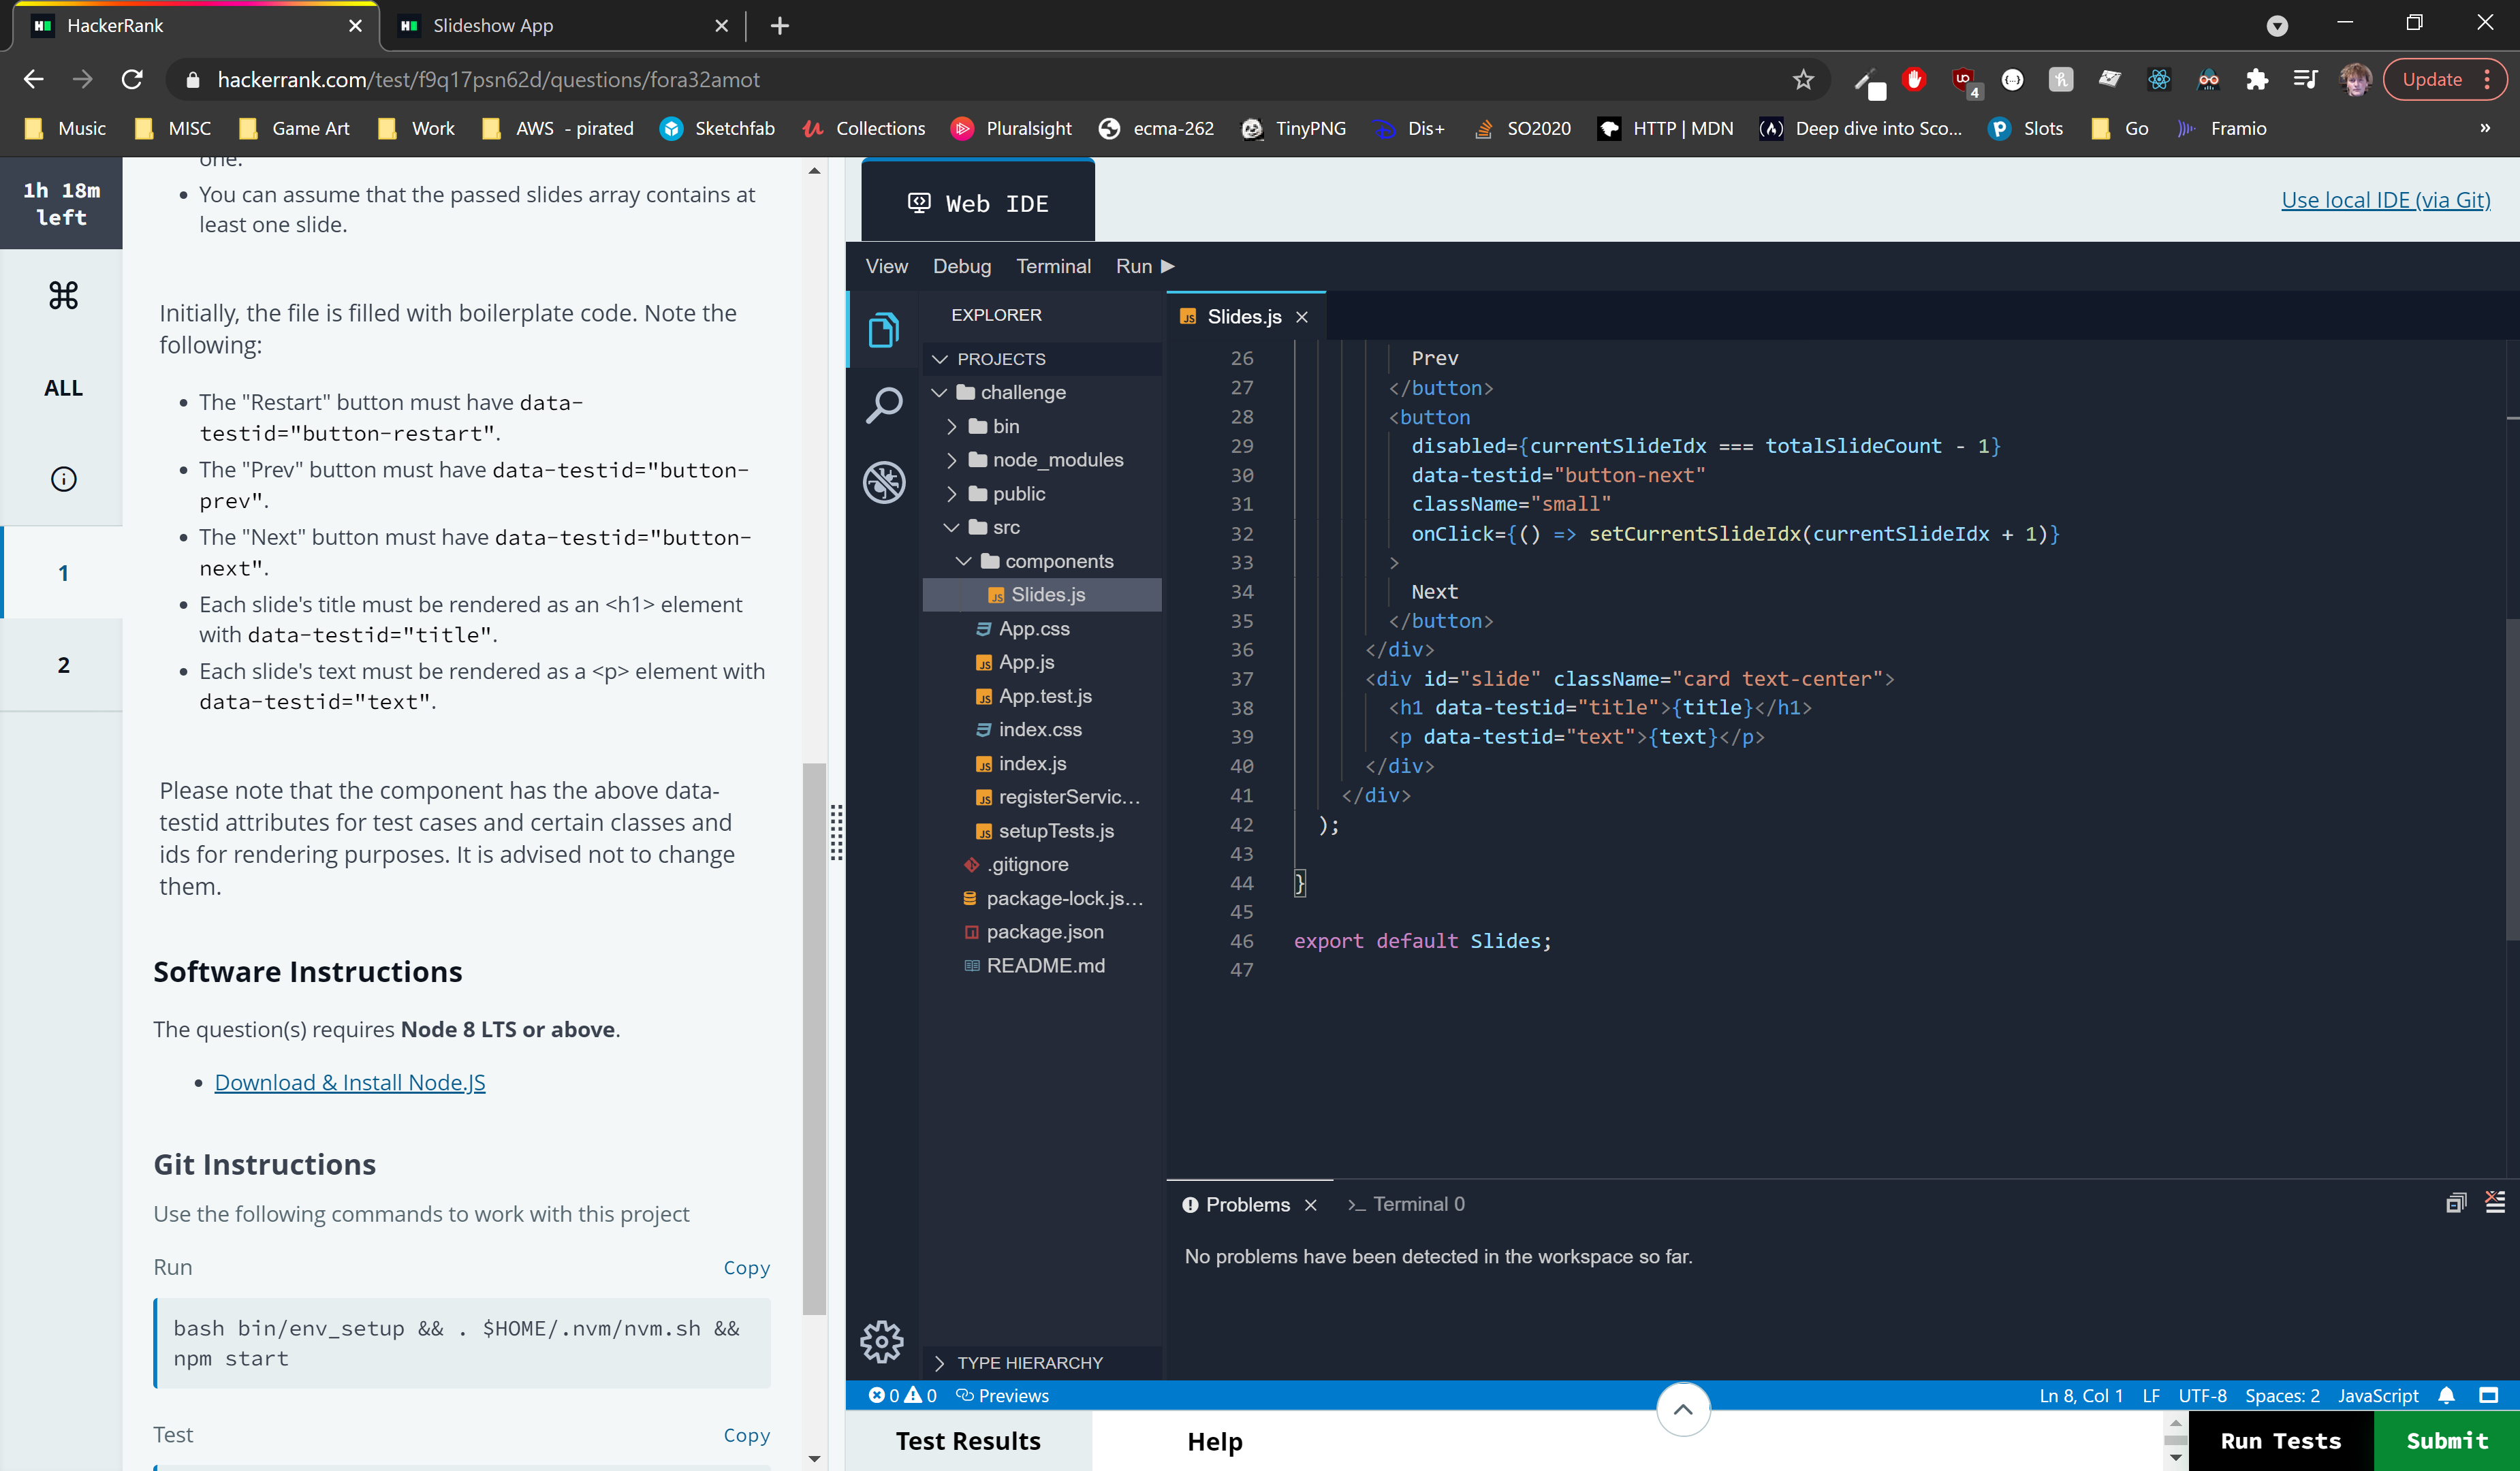 HackerRank
Slideshow App
hackerrank.com/test/f9q17psn62d/questions/fora32amot
4
Update
Music
MISC
Game Art
Work
AWS - pirated
Sketchfab
Collections
Pluralsight
ecma-262
TinyPNG
Dis+
SO2020
HTTP | MDN
Deep dive into Sco...
Slots
Go
Framio
»
1h 18m
left
ALL
1
2
one.
• You can assume that the passed slides array contains at
least one slide.
Initially, the file is filled with boilerplate code. Note the
following:
• The "Restart" button must have data-
testid="button-restart".
• The "Prev" button must have data-testid="button-
prev".
• The "Next" button must have data-testid="button-
next".
• Each slide's title must be rendered as an <h1> element
with data-testid="title".
• Each slide's text must be rendered as a <p> element with
data-testid="text".
Please note that the component has the above data-
testid attributes for test cases and certain classes and
ids for rendering purposes. It is advised not to change
them.
Software Instructions
The question(s) requires Node 8 LTS or above.
• Download & Install Node.JS
Git Instructions
Use the following commands to work with this project
Run
Copy
bash bin/env_setup && . $HOME/.nvm/nvm.sh &&
npm start
Test
Copy
Web IDE
Use local IDE (via Git)
View Debug Terminal Run ▶
EXPLORER
PROJECTS
challenge
bin
node_modules
public
src
components
Slides.js
App.css
App.js
App.test.js
index.css
index.js
registerServic...
setupTests.js
.gitignore
package-lock.js...
package.json
README.md
TYPE HIERARCHY
Slides.js
26 Prev
27 </button>
28 <button
29 disabled={currentSlideIdx === totalSlideCount - 1}
30 data-testid="button-next"
31 className="small"
32 onClick={() => setCurrentSlideIdx(currentSlideIdx + 1)}
33 >
34 Next
35 </button>
36 </div>
37 <div id="slide" className="card text-center">
38 <h1 data-testid="title">{title}</h1>
39 <p data-testid="text">{text}</p>
40 </div>
41 </div>
42 );
43
44 }
45
46 export default Slides;
47
Problems
Terminal 0
No problems have been detected in the workspace so far.
0 0 Previews
Ln 8, Col 1 LF UTF-8 Spaces: 2 JavaScript
Test Results
Help
Run Tests
Submit